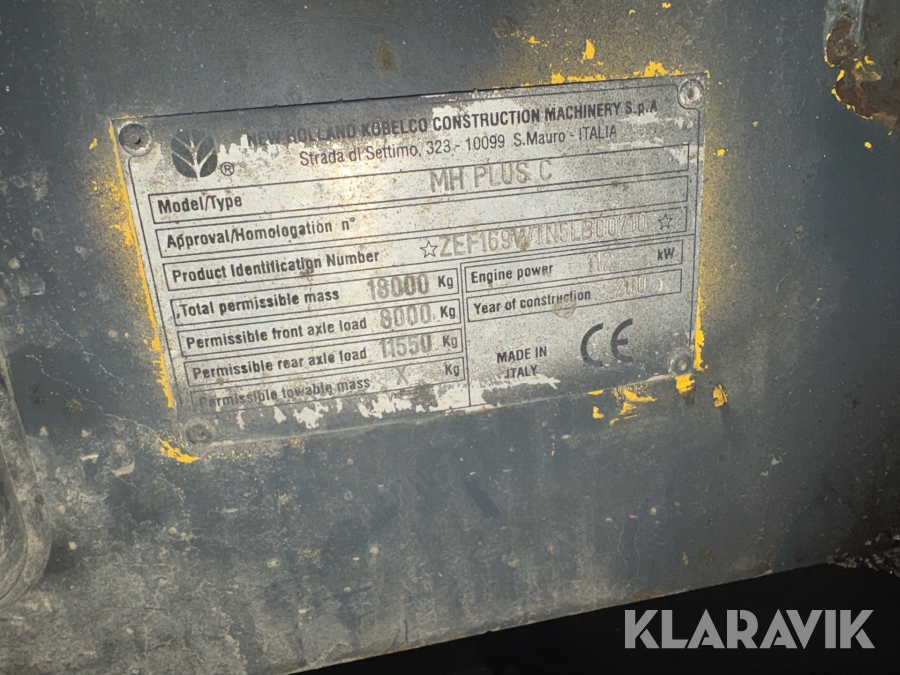 NEW HOLLAND KOBELCO CONSTRUCTION MACHINERY S.p.A
Strada di Settimo, 323 - 10099 S.Mauro - ITALIA
®
Model/Type MH PLUS C
Approval/Homologation n°
Product Identification Number
Total permissible mass 18000 Kg
Permissible front axle load 8000 Kg
Permissible rear axle load 11550 Kg
Permissible towable mass X Kg
Engine power kW
Year of construction
MADE IN
ITALY
CE
KLARAVIK